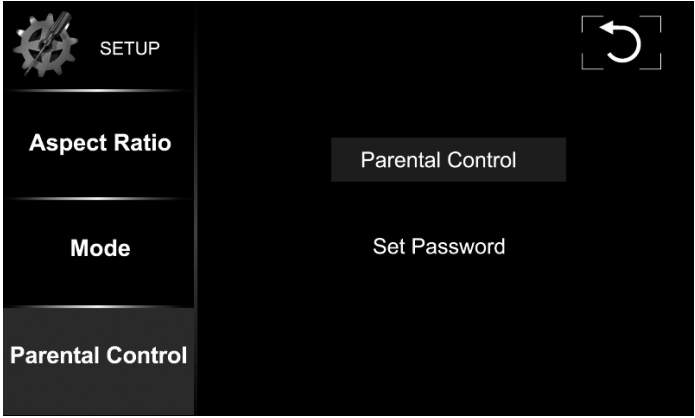 SETUP
Aspect Ratio
Mode
Parental Control
Parental Control
Set Password